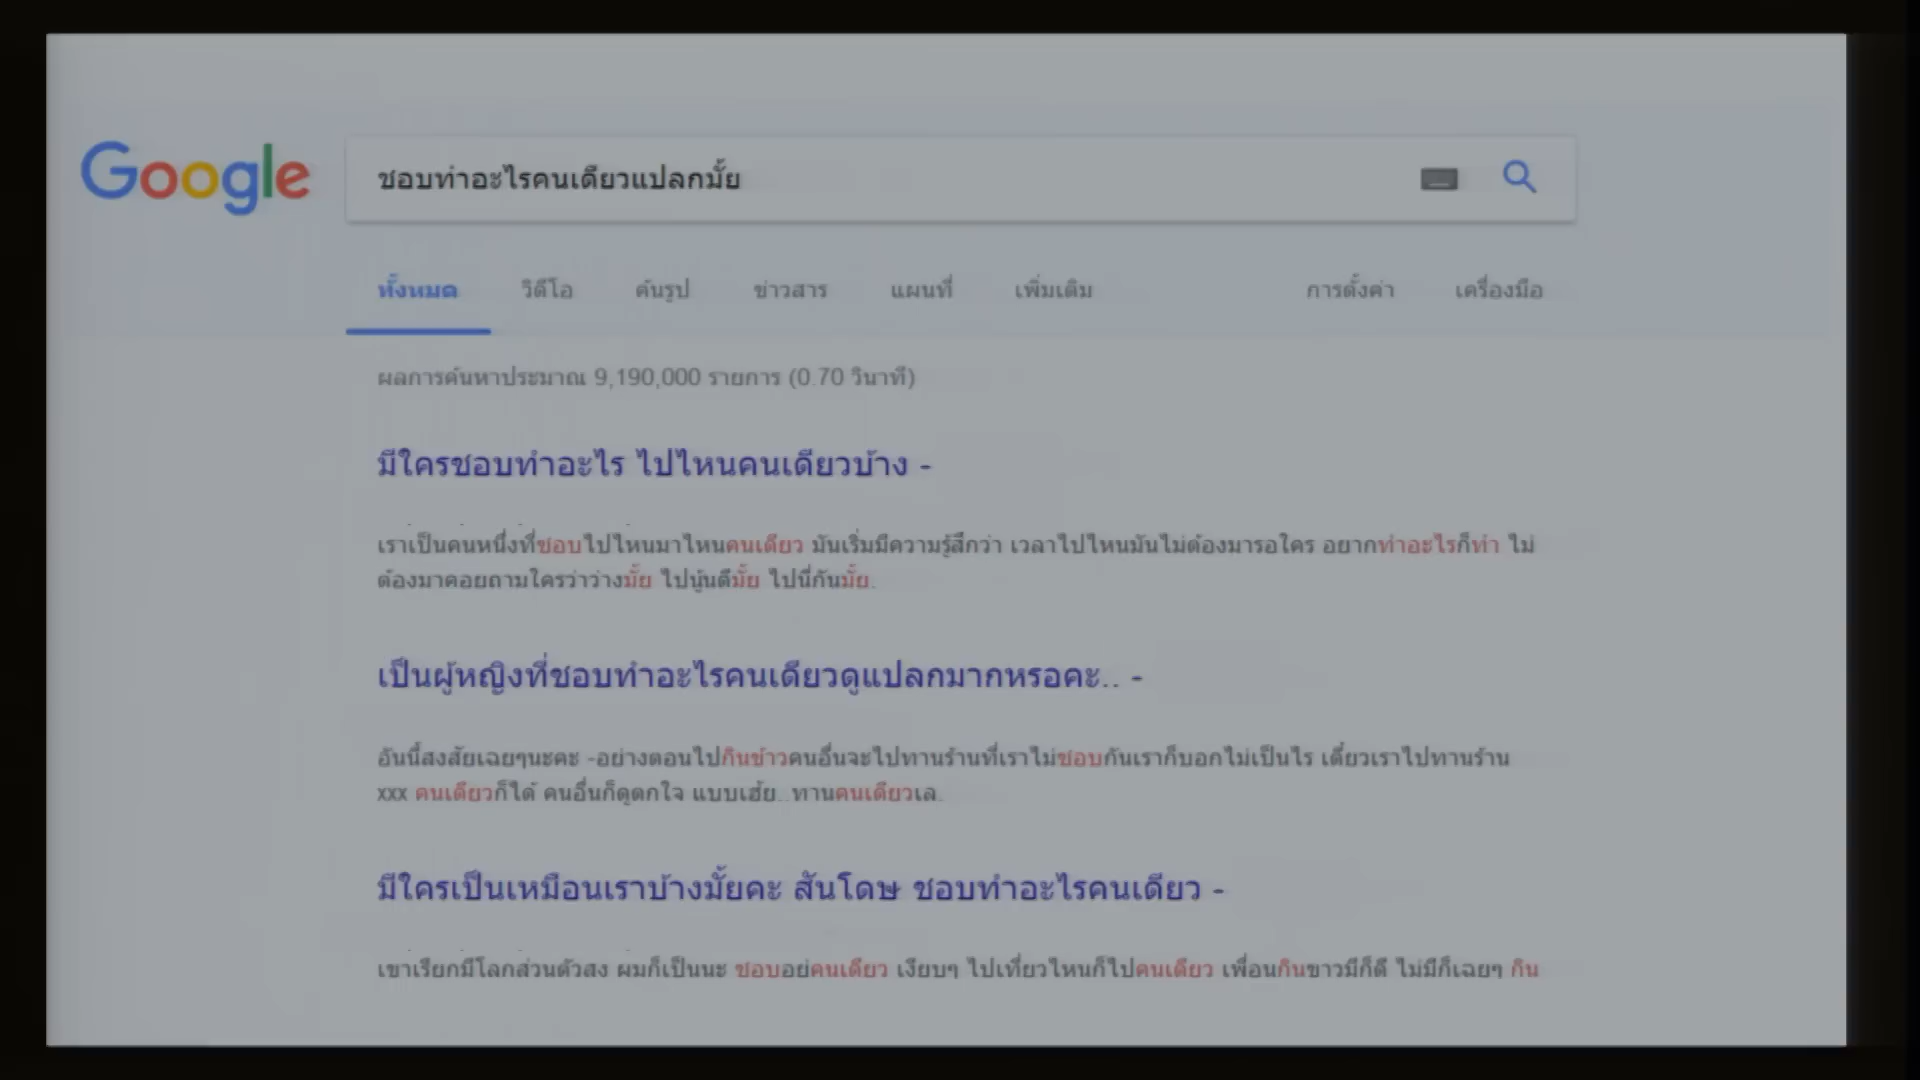 Google
ชอบทำอะไรคนเดียวแปลกมั้ย
ทั้งหมด วิดีโอ ค้นรูป ข่าวสาร แผนที่ เพิ่มเติม การตั้งค่า เครื่องมือ
ผลการค้นหาประมาณ 9,190,000 รายการ (0.70 วินาที)
มีใครชอบทำอะไร ไปไหนคนเดียวบ้าง -
เราเป็นคนหนึ่งที่ชอบไปไหนมาไหนคนเดียว มันเริ่มมีความรู้สึกว่า เวลาไปไหนมันไม่ต้องมารอใคร อยากทำอะไรก็ทำ ไม่
ต้องมาคอยถามใครว่าว่างมั้ย ไปนู้นดีมั้ย ไปนี่กันมั้ย.
เป็นผู้หญิงที่ชอบทำอะไรคนเดียวดูแปลกมากหรอคะ.. -
อันนี้สงสัยเฉยๆนะคะ -อย่างตอนไปกินข้าวคนอื่นจะไปทานร้านที่เราไม่ชอบกันเราก็บอกไม่เป็นไร เดี๋ยวเราไปทานร้าน
xxx คนเดียวก็ได้ คนอื่นก็ดูตกใจ แบบเฮ้ย..ทานคนเดียวเล.
มีใครเป็นเหมือนเราบ้างมั้ยคะ สันโดษ ชอบทำอะไรคนเดียว -
เขาเรียกมีโลกส่วนตัวสูง ผมก็เป็นนะ ชอบอยู่คนเดียว เงียบๆ ไปเที่ยวไหนก็ไปคนเดียว เพื่อนกินขาวมีก็ดี ไม่มีก็เฉยๆ กิน